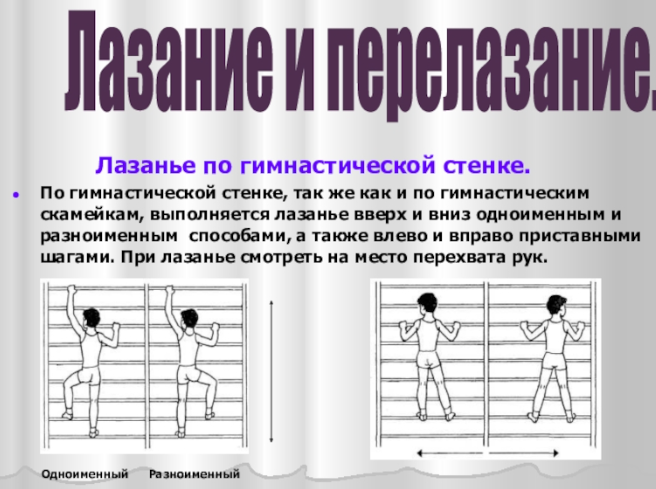 Лазание и перелазание.
Лазанье по гимнастической стенке.
• По гимнастической стенке, так же как и по гимнастическим
скамейкам, выполняется лазанье вверх и вниз одноименным и
разноименным способами, а также влево и вправо приставными
шагами. При лазанье смотреть на место перехвата рук.
Одноименный Разноименный